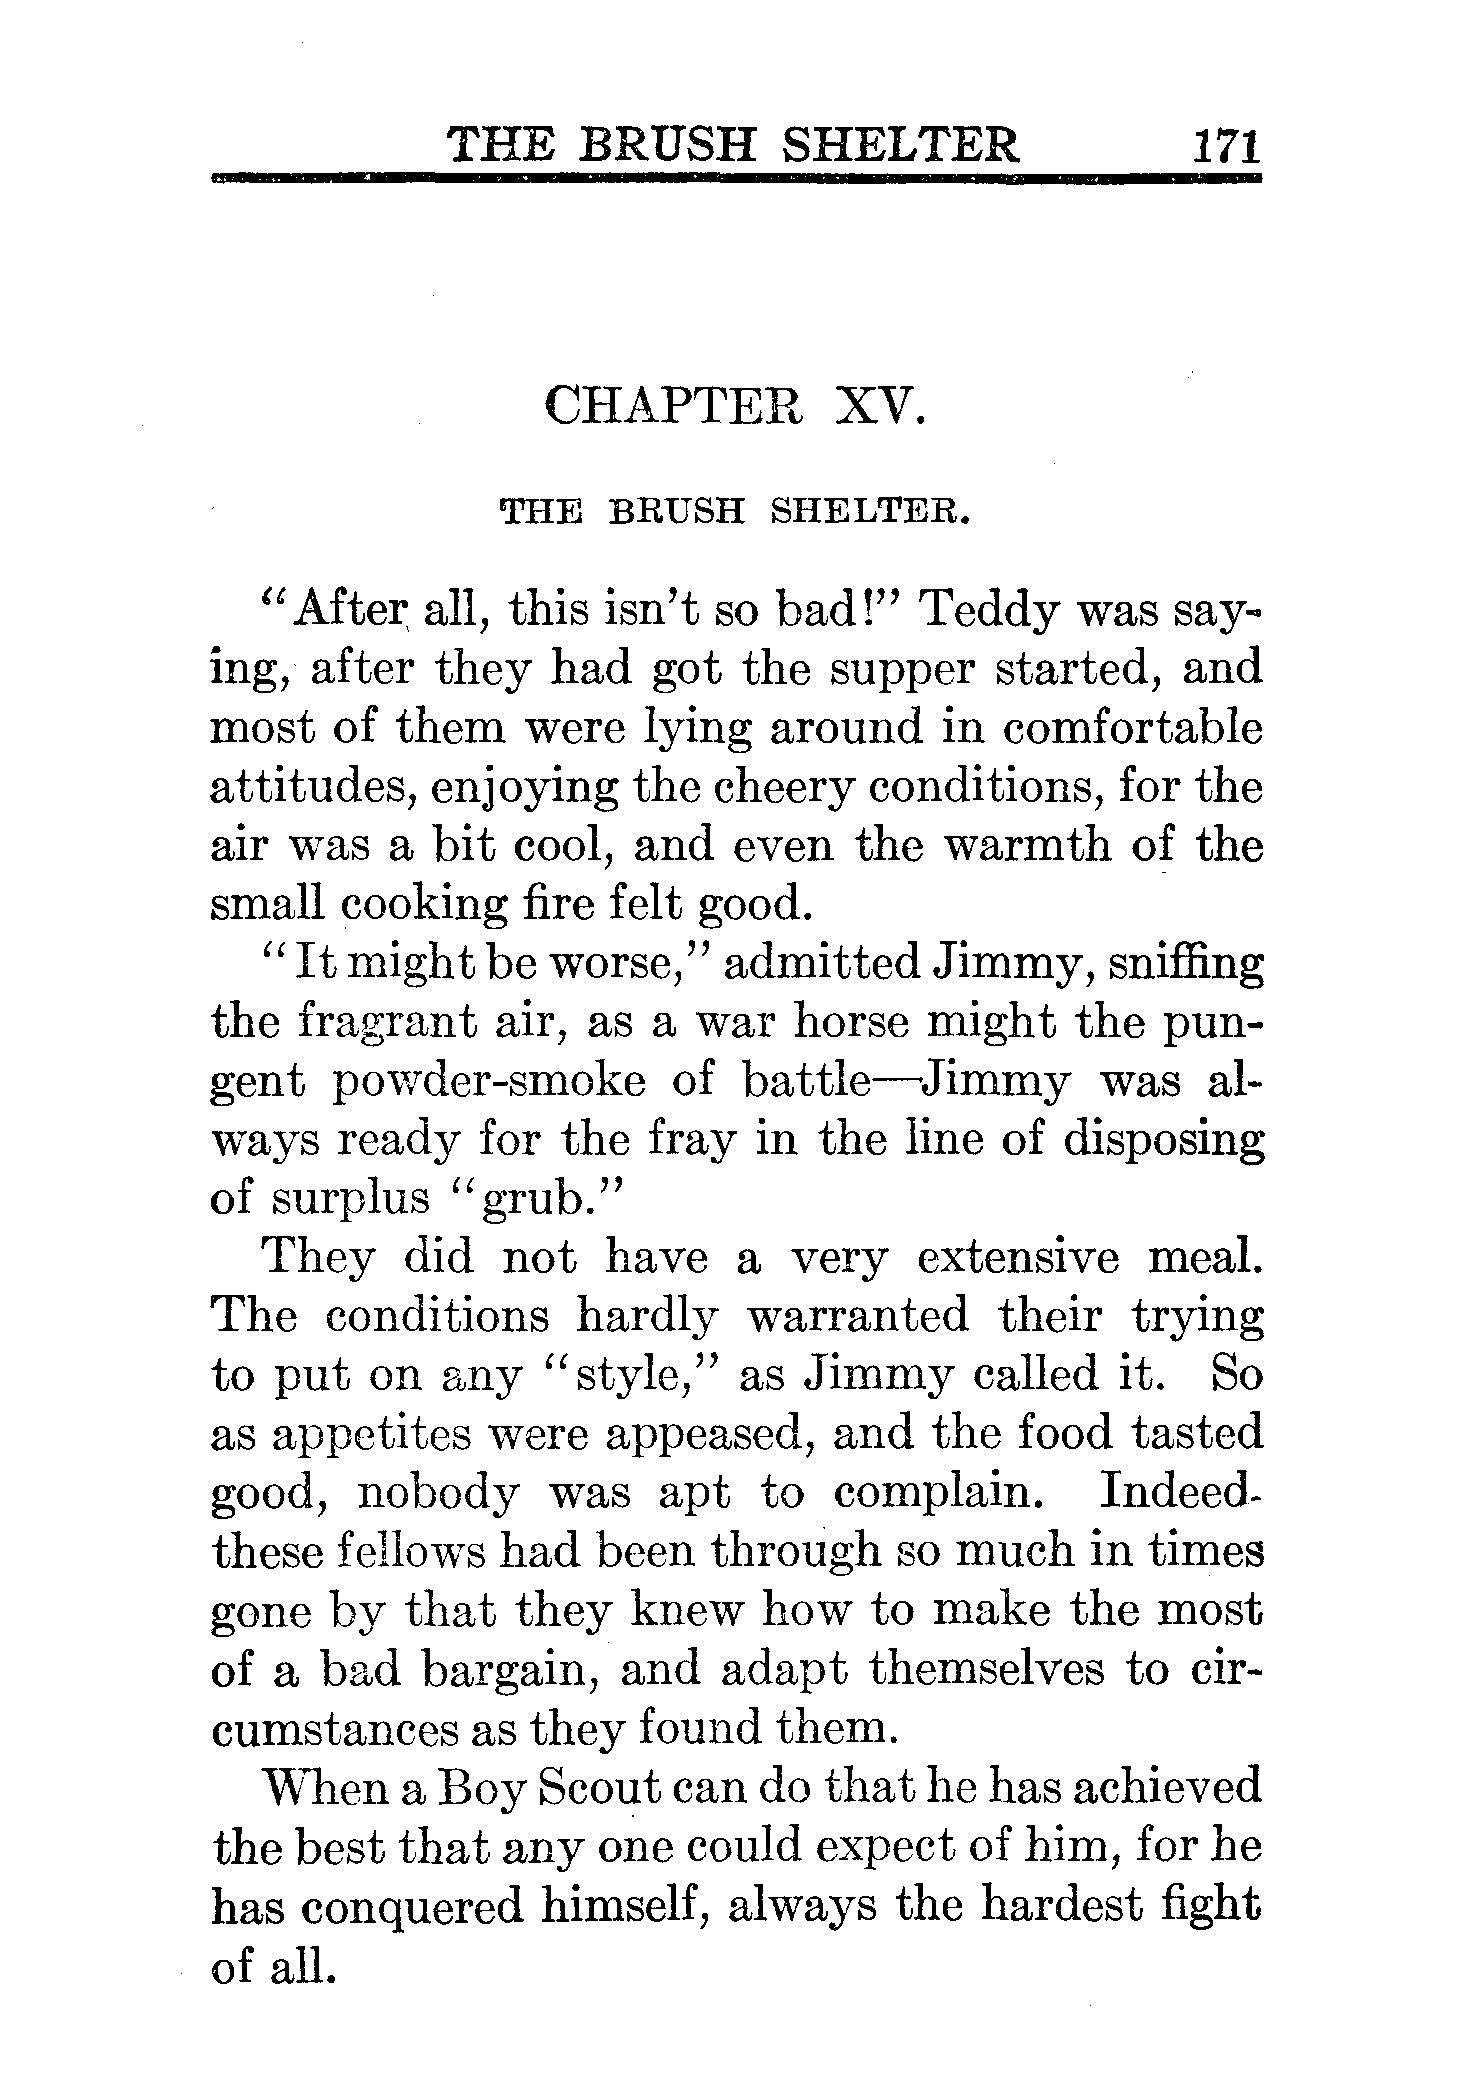 THE BRUSH SHELTER 171
CHAPTER XV.
THE BRUSH SHELTER.
"After all, this isn't so bad!" Teddy was say-
ing, after they had got the supper started, and
most of them were lying around in comfortable
attitudes, enjoying the cheery conditions, for the
air was a bit cool, and even the warmth of the
small cooking fire felt good.
"It might be worse," admitted Jimmy, sniffing
the fragrant air, as a war horse might the pun-
gent powder-smoke of battle—Jimmy was al-
ways ready for the fray in the line of disposing
of surplus "grub."
They did not have a very extensive meal.
The conditions hardly warranted their trying
to put on any "style," as Jimmy called it. So
as appetites were appeased, and the food tasted
good, nobody was apt to complain. Indeed-
these fellows had been through so much in times
gone by that they knew how to make the most
of a bad bargain, and adapt themselves to cir-
cumstances as they found them.
When a Boy Scout can do that he has achieved
the best that any one could expect of him, for he
has conquered himself, always the hardest fight
of all.